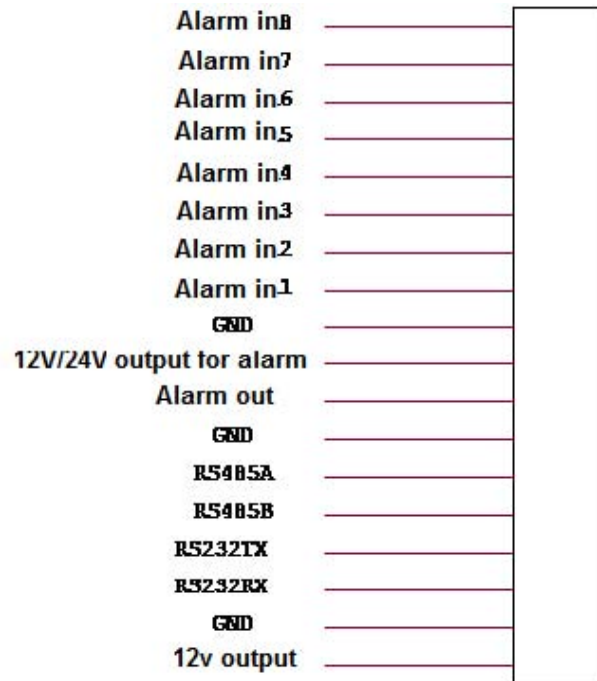 Alarm in8
Alarm in7
Alarm in6
Alarm in5
Alarm in4
Alarm in3
Alarm in2
Alarm in1
GND
12V/24V output for alarm
Alarm out
GND
RS485A
RS485B
RS232TX
RS232RX
GND
12v output